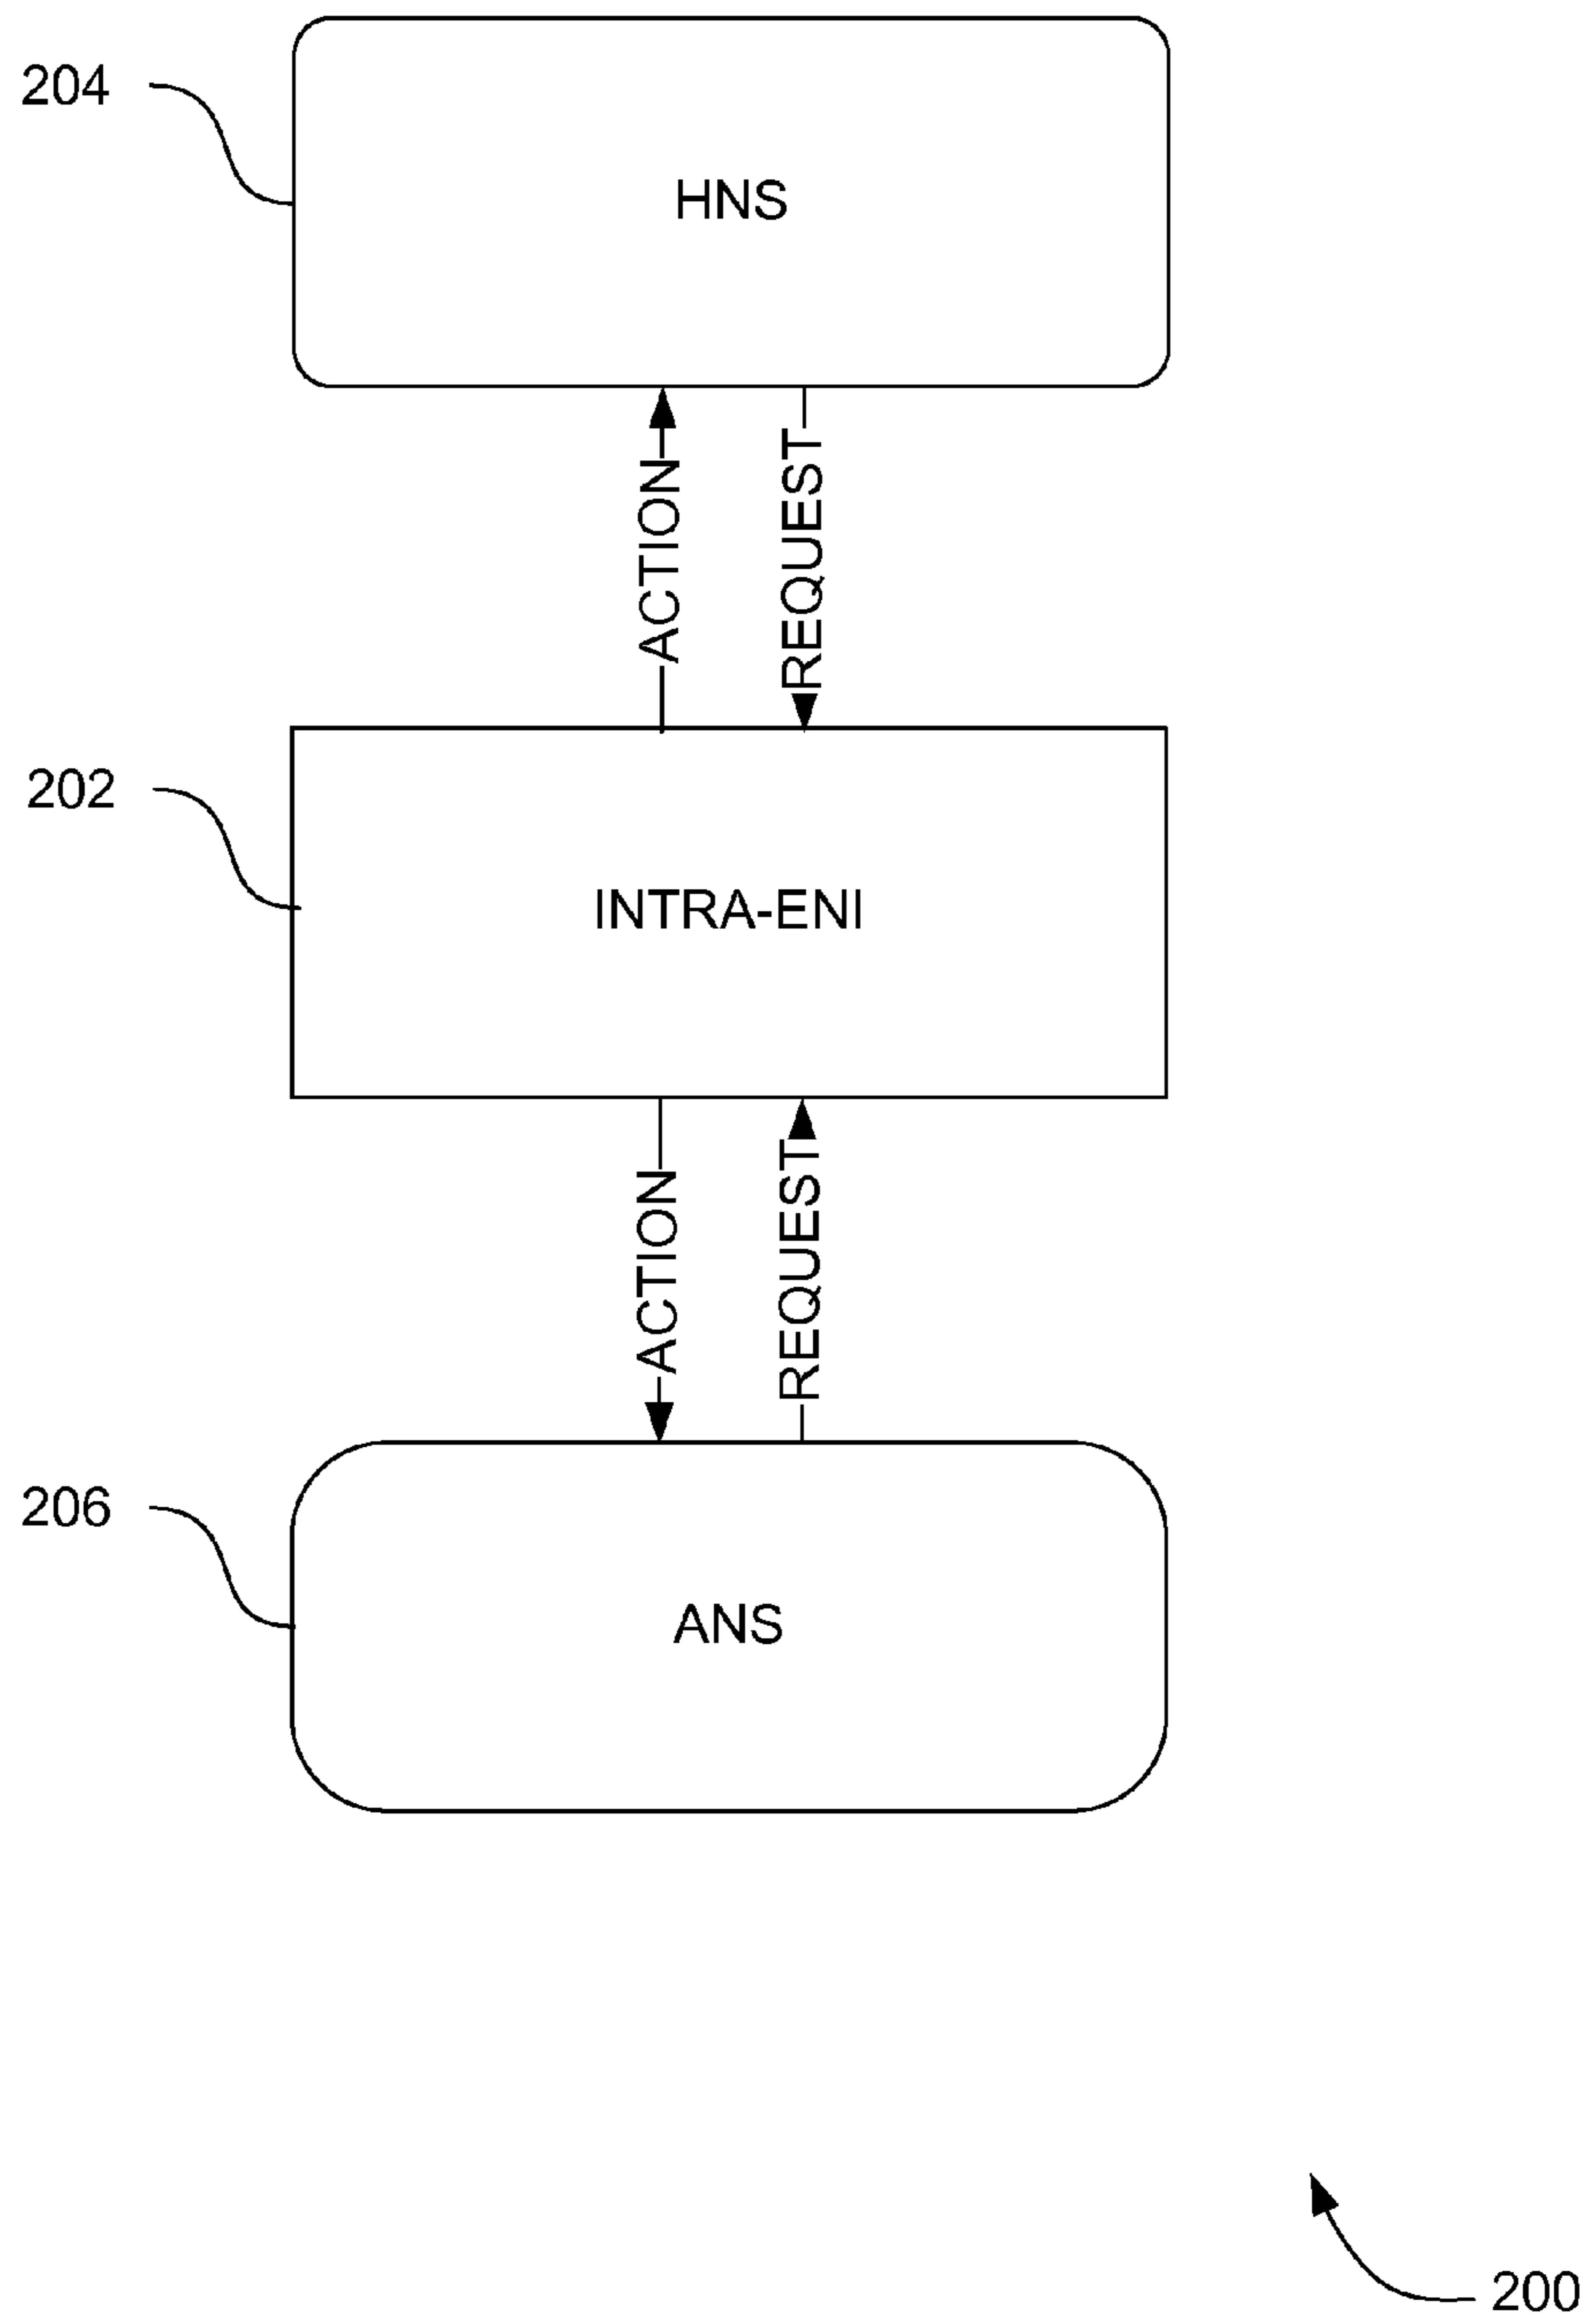 204
HNS
ACTION
REQUEST
202
INTRA-ENI
ACTION
REQUEST
206
ANS
200